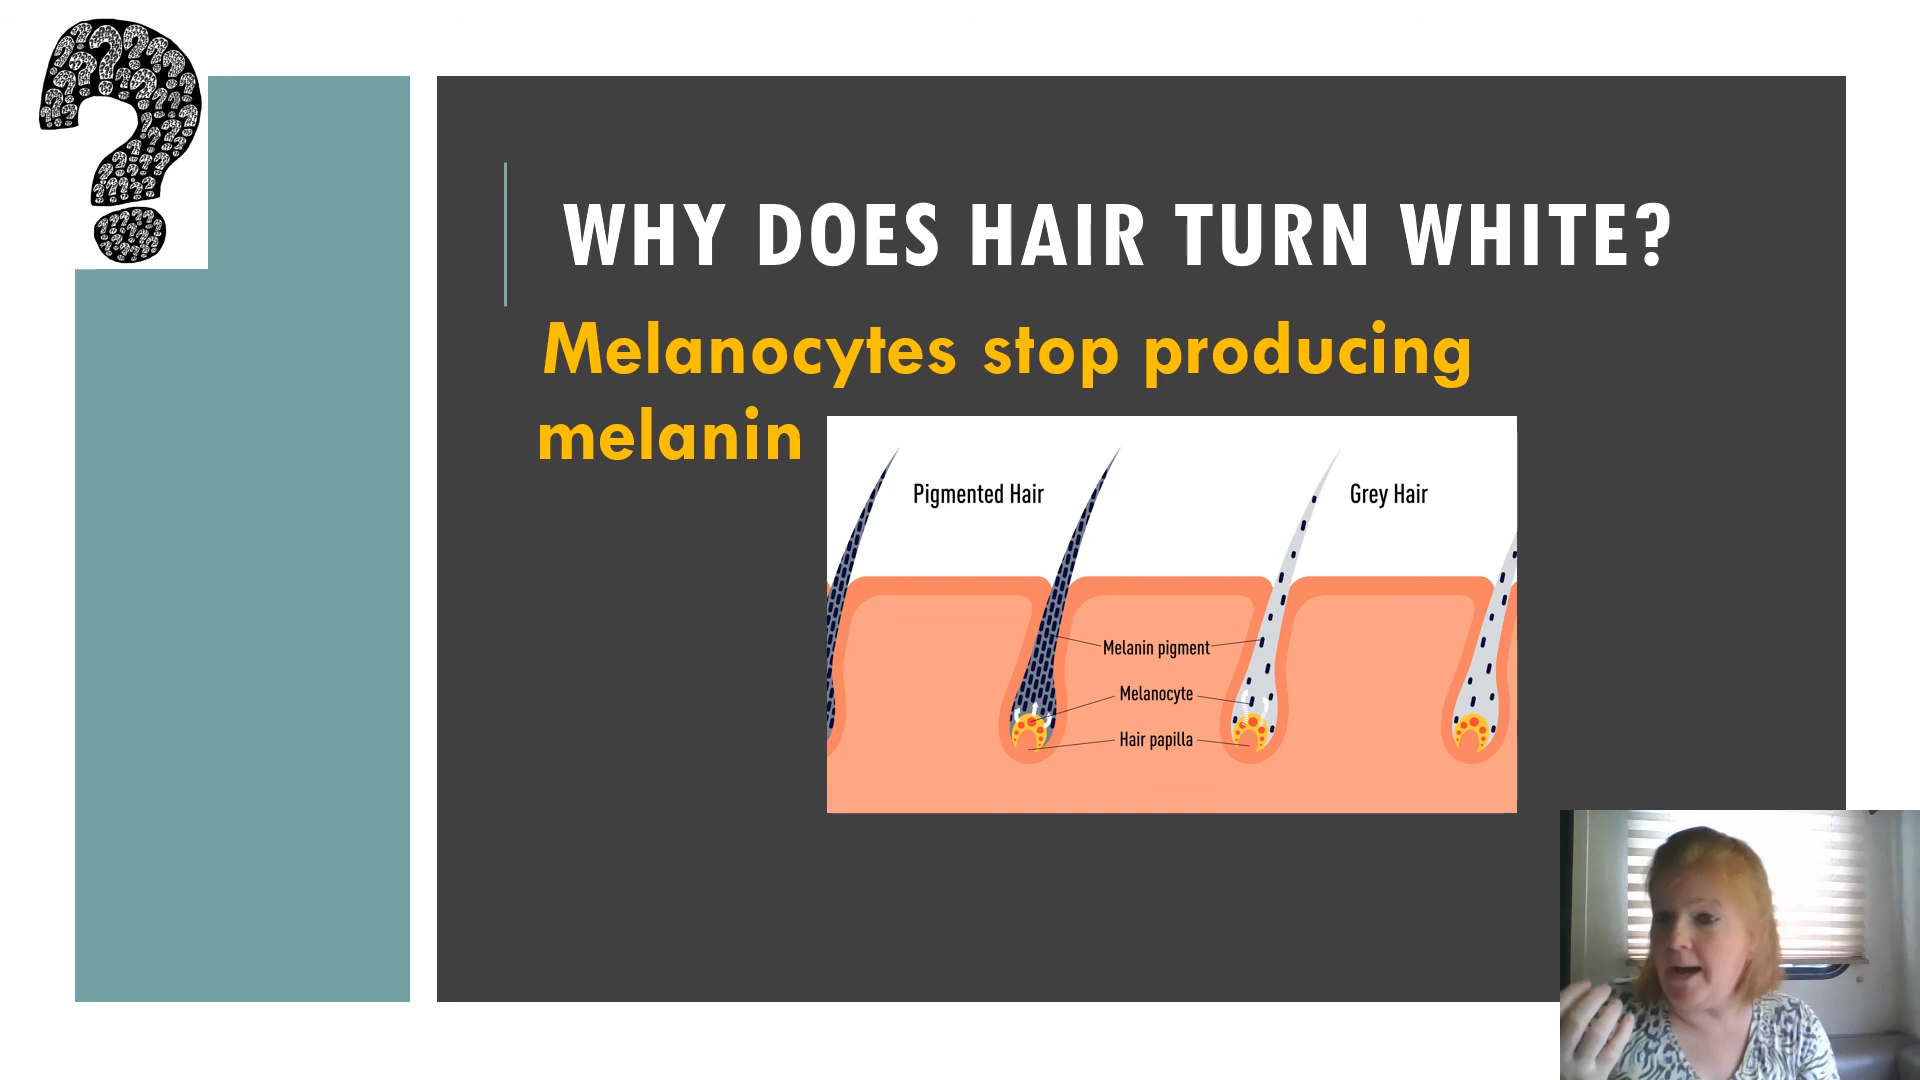 WHY DOES HAIR TURN WHITE?
Melanocytes stop producing
melanin
Pigmented Hair
Grey Hair
Melanin pigment
Melanocyte
Hair papilla